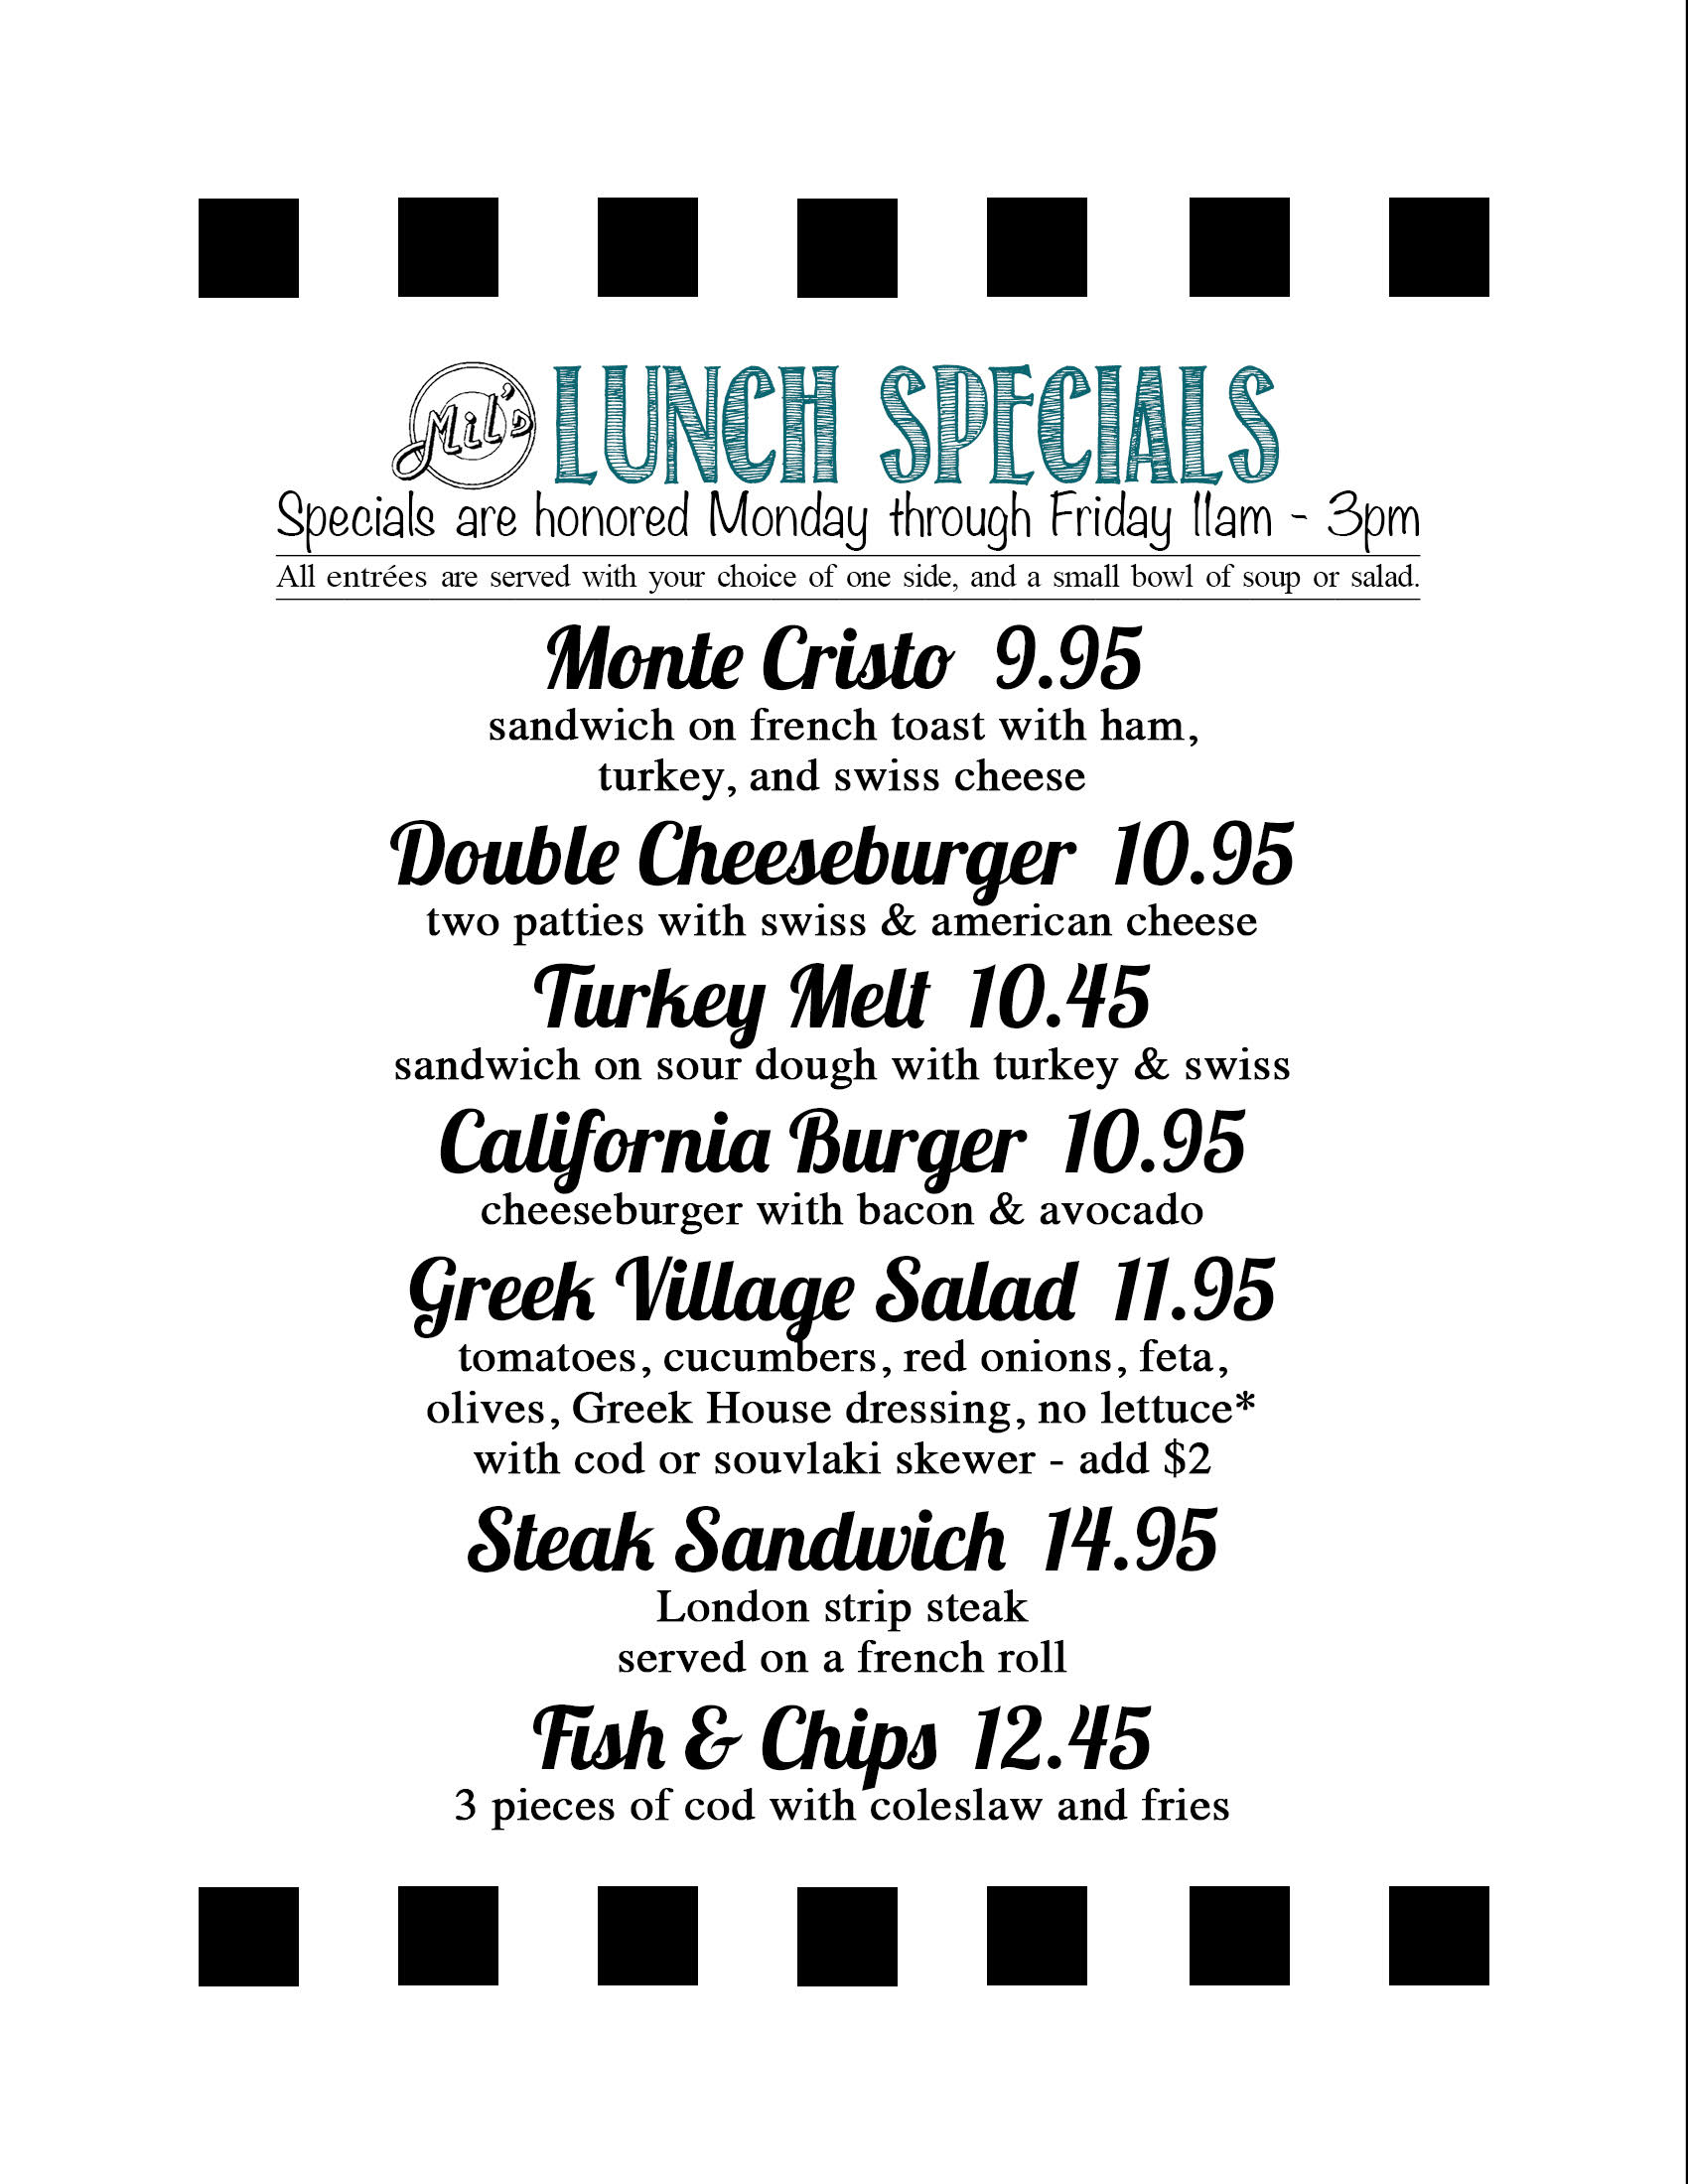 Mil's LUNCH SPECIALS
Specials are honored Monday through Friday 11am - 3pm
All entrées are served with your choice of one side, and a small bowl of soup or salad.
Monte Cristo 9.95
sandwich on french toast with ham,
turkey, and swiss cheese
Double Cheeseburger 10.95
two patties with swiss & american cheese
Turkey Melt 10.45
sandwich on sour dough with turkey & swiss
California Burger 10.95
cheeseburger with bacon & avocado
Greek Village Salad 11.95
tomatoes, cucumbers, red onions, feta,
olives, Greek House dressing, no lettuce*
with cod or souvlaki skewer - add $2
Steak Sandwich 14.95
London strip steak
served on a french roll
Fish & Chips 12.45
3 pieces of cod with coleslaw and fries